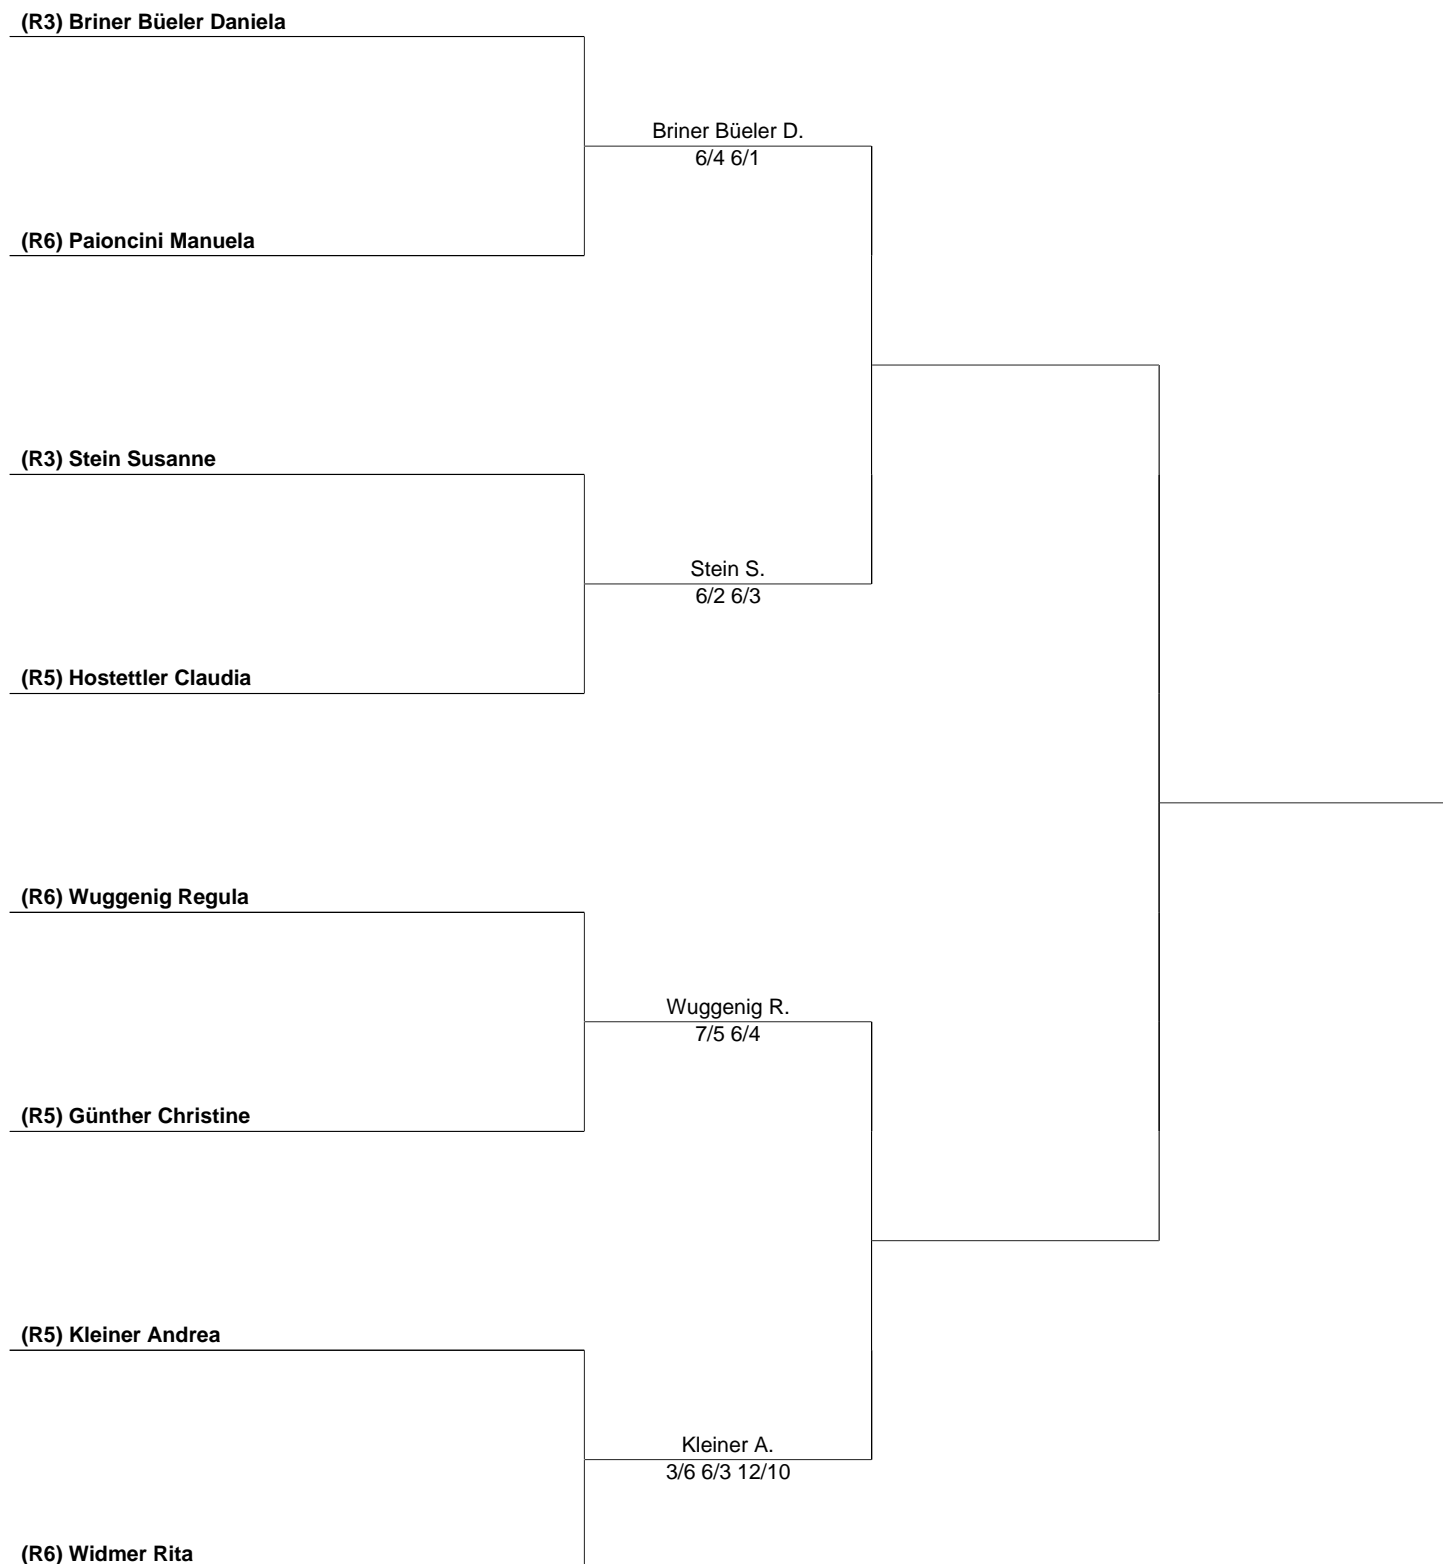 (R3) Briner Büeler Daniela
Briner Büeler D.
6/4 6/1
(R6) Paioncini Manuela
(R3) Stein Susanne
Stein S.
6/2 6/3
(R5) Hostettler Claudia
(R6) Wuggenig Regula
Wuggenig R.
7/5 6/4
(R5) Günther Christine
(R5) Kleiner Andrea
Kleiner A.
3/6 6/3 12/10
(R6) Widmer Rita